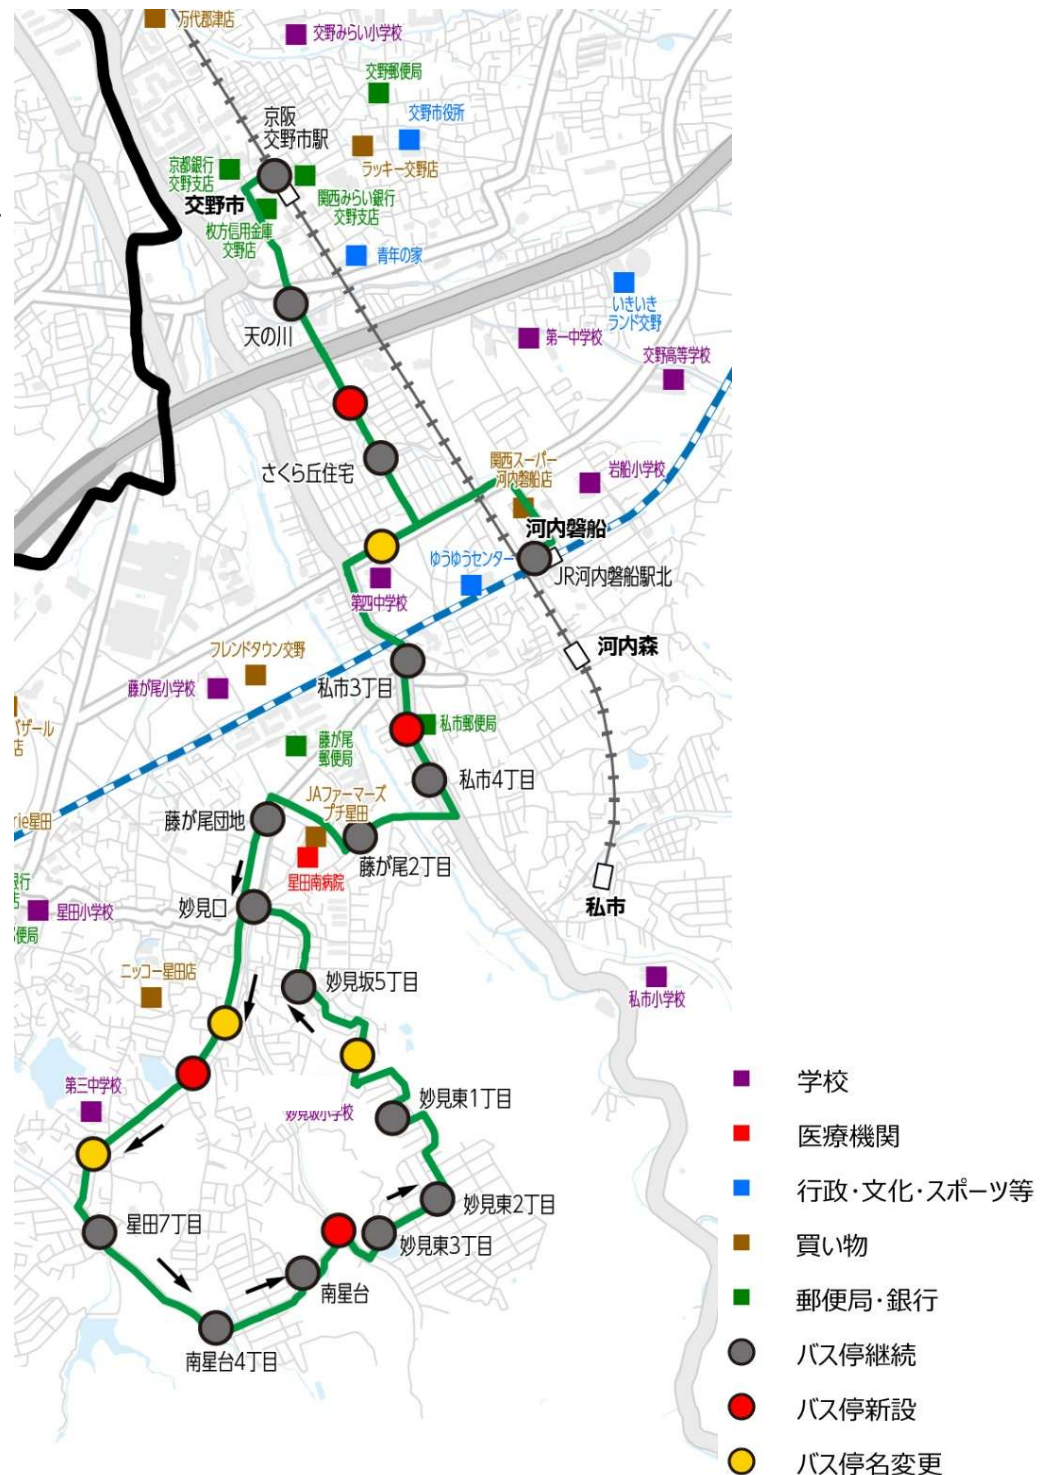 万代郡津店
交野みらい小学校
交野郵便局
交野市役所
京阪
交野市駅
ラッキー交野店
京都銀行
交野支店
関西みらい銀行
交野支店
交野市
枚方信用金庫
交野店
青年の家
いきいき
ランド交野
天の川
第一中学校
交野高等学校
さくら丘住宅
関西スーパー
河内磐船店
岩船小学校
河内磐船
ゆうゆうセンター
JR河内磐船駅北
第四中学校
河内森
フレンドタウン交野
藤が尾小学校
私市3丁目
バザール
店
私市郵便局
藤が尾
郵便局
私市4丁目
JAファーマーズ
プチ星田
rie星田
藤が尾団地
藤が尾2丁目
星田南病院
銀行
店
私市
妙見口
星田小学校
便局
ニッコー星田店
妙見坂5丁目
私市小学校
第三中学校
妙見坂小学校
妙見東1丁目
妙見東2丁目
星田7丁目
妙見東3丁目
南星台
南星台4丁目
学校
医療機関
行政・文化・スポーツ等
買い物
郵便局・銀行
バス停継続
バス停新設
バス停名変更